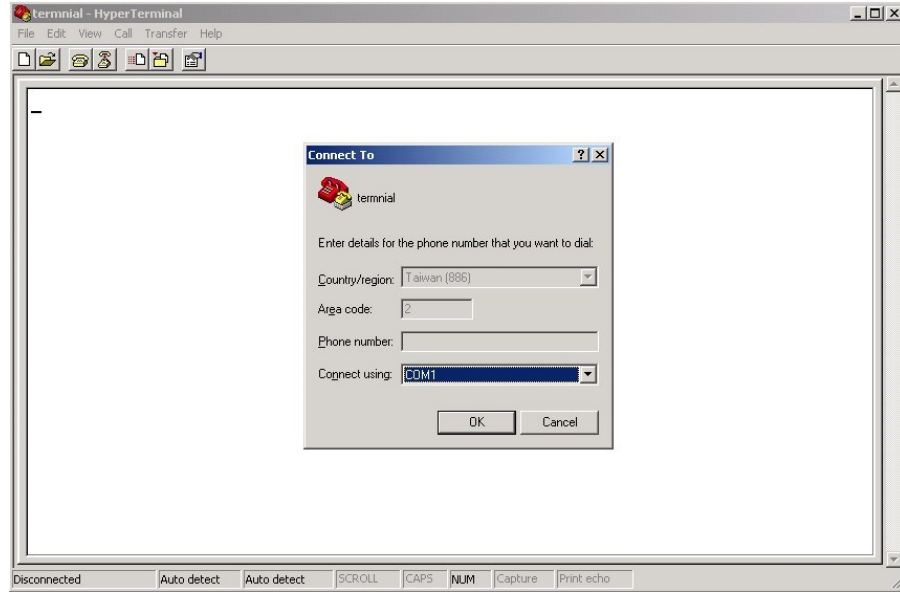 termnial - HyperTerminal
File Edit View Call Transfer Help
Connect To
termnial
Enter details for the phone number that you want to dial:
Country/region: Taiwan (886)
Area code: 2
Phone number:
Connect using: COM1
OK Cancel
Disconnected Auto detect Auto detect SCROLL CAPS NUM Capture Print echo